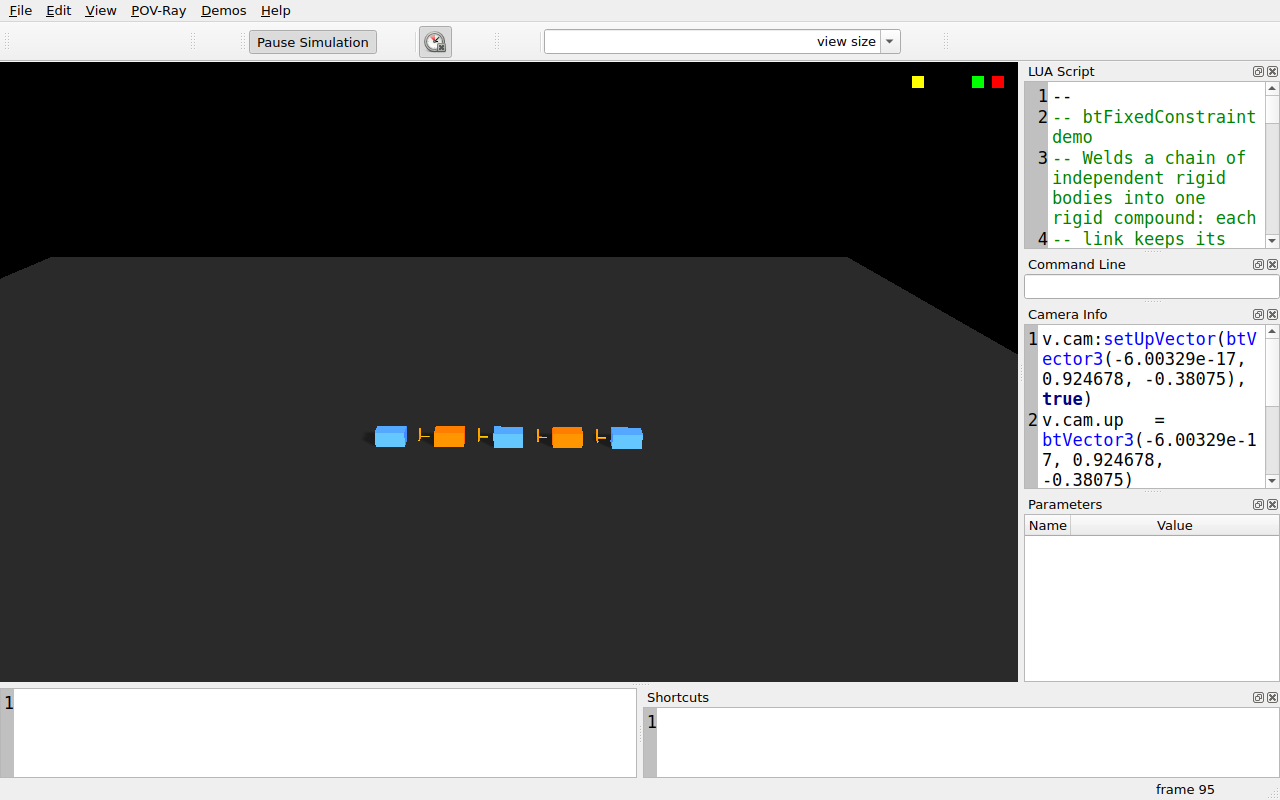 File Edit View POV-Ray Demos Help
Pause Simulation
view size
LUA Script
1 --
2 -- btFixedConstraint
demo
3 -- Welds a chain of
independent rigid
bodies into one
rigid compound: each
4 -- link keeps its
Command Line
Camera Info
1 v.cam:setUpVector(btV
ector3(-6.00329e-17,
0.924678, -0.38075),
true)
2 v.cam.up   =
btVector3(-6.00329e-1
7, 0.924678,
-0.38075)
Parameters
Name Value
1
Shortcuts
1
frame 95